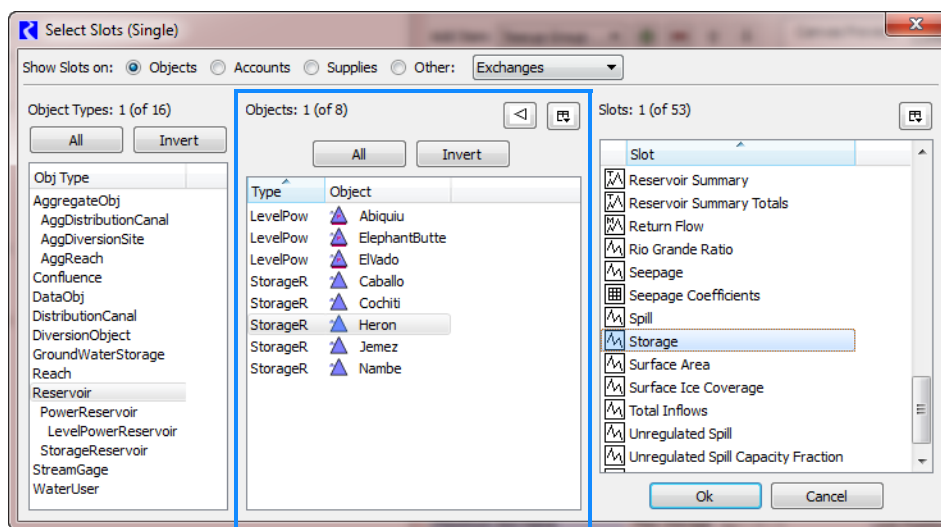 Select Slots (Single)
Show Slots on: Objects Accounts Supplies Other: Exchanges
Object Types: 1 (of 16)
All Invert
Obj Type
AggregateObj
AggDistributionCanal
AggDiversionSite
AggReach
Confluence
DataObj
DistributionCanal
DiversionObject
GroundWaterStorage
Reach
Reservoir
PowerReservoir
LevelPowerReservoir
StorageReservoir
StreamGage
WaterUser
Objects: 1 (of 8)
All Invert
Type Object
LevelPow Abiquiu
LevelPow ElephantButte
LevelPow ElVado
StorageR Caballo
StorageR Cochiti
StorageR Heron
StorageR Jemez
StorageR Nambe
Slots: 1 (of 53)
Slot
Reservoir Summary
Reservoir Summary Totals
Return Flow
Rio Grande Ratio
Seepage
Seepage Coefficients
Spill
Storage
Surface Area
Surface Ice Coverage
Total Inflows
Unregulated Spill
Unregulated Spill Capacity Fraction
Ok Cancel